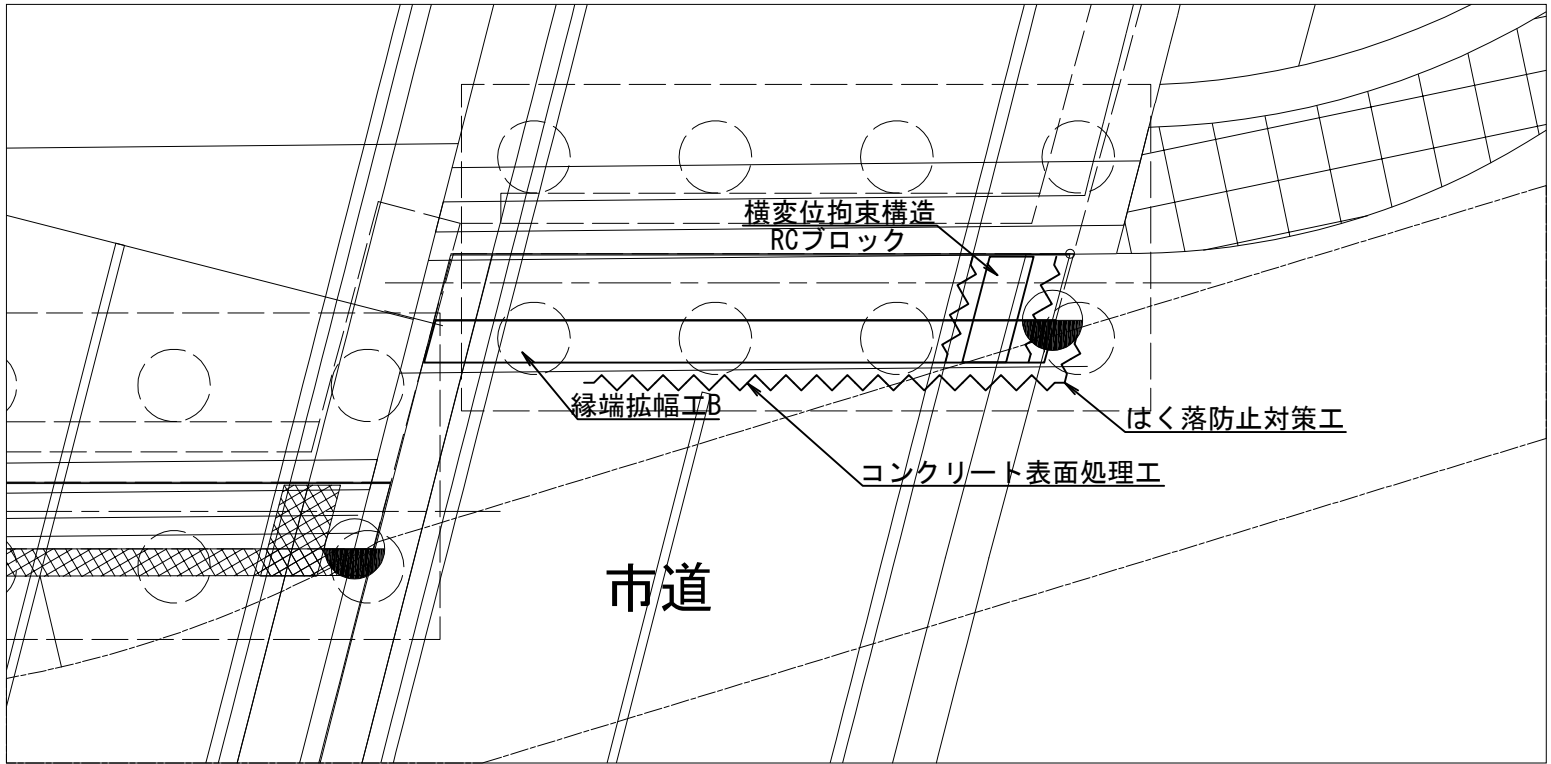 横変位拘束構造
RCブロック
縁端拡幅工B
はく落防止対策工
コンクリート表面処理工
市道